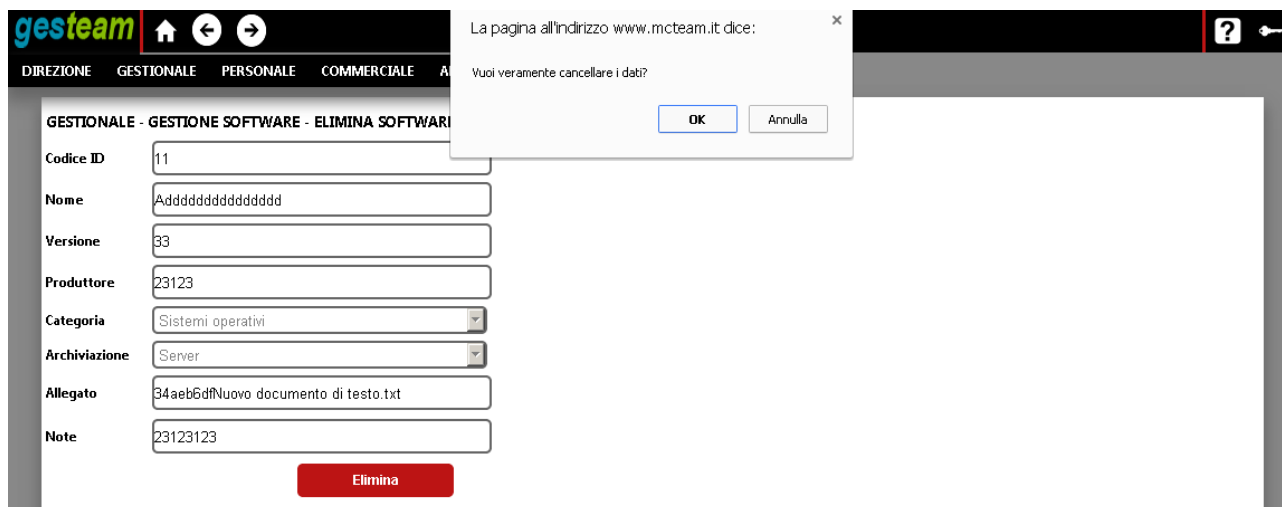 gesteam
La pagina all'indirizzo www.mcteam.it dice:
Vuoi veramente cancellare i dati?
OK Annulla
DIREZIONE GESTIONALE PERSONALE COMMERCIALE
GESTIONALE - GESTIONE SOFTWARE - ELIMINA SOFTWARE
Codice ID 11
Nome Addddddddddddddd
Versione 33
Produttore 23123
Categoria Sistemi operativi
Archiviazione Server
Allegato 34aeb6dfNuovo documento di testo.txt
Note 23123123
Elimina